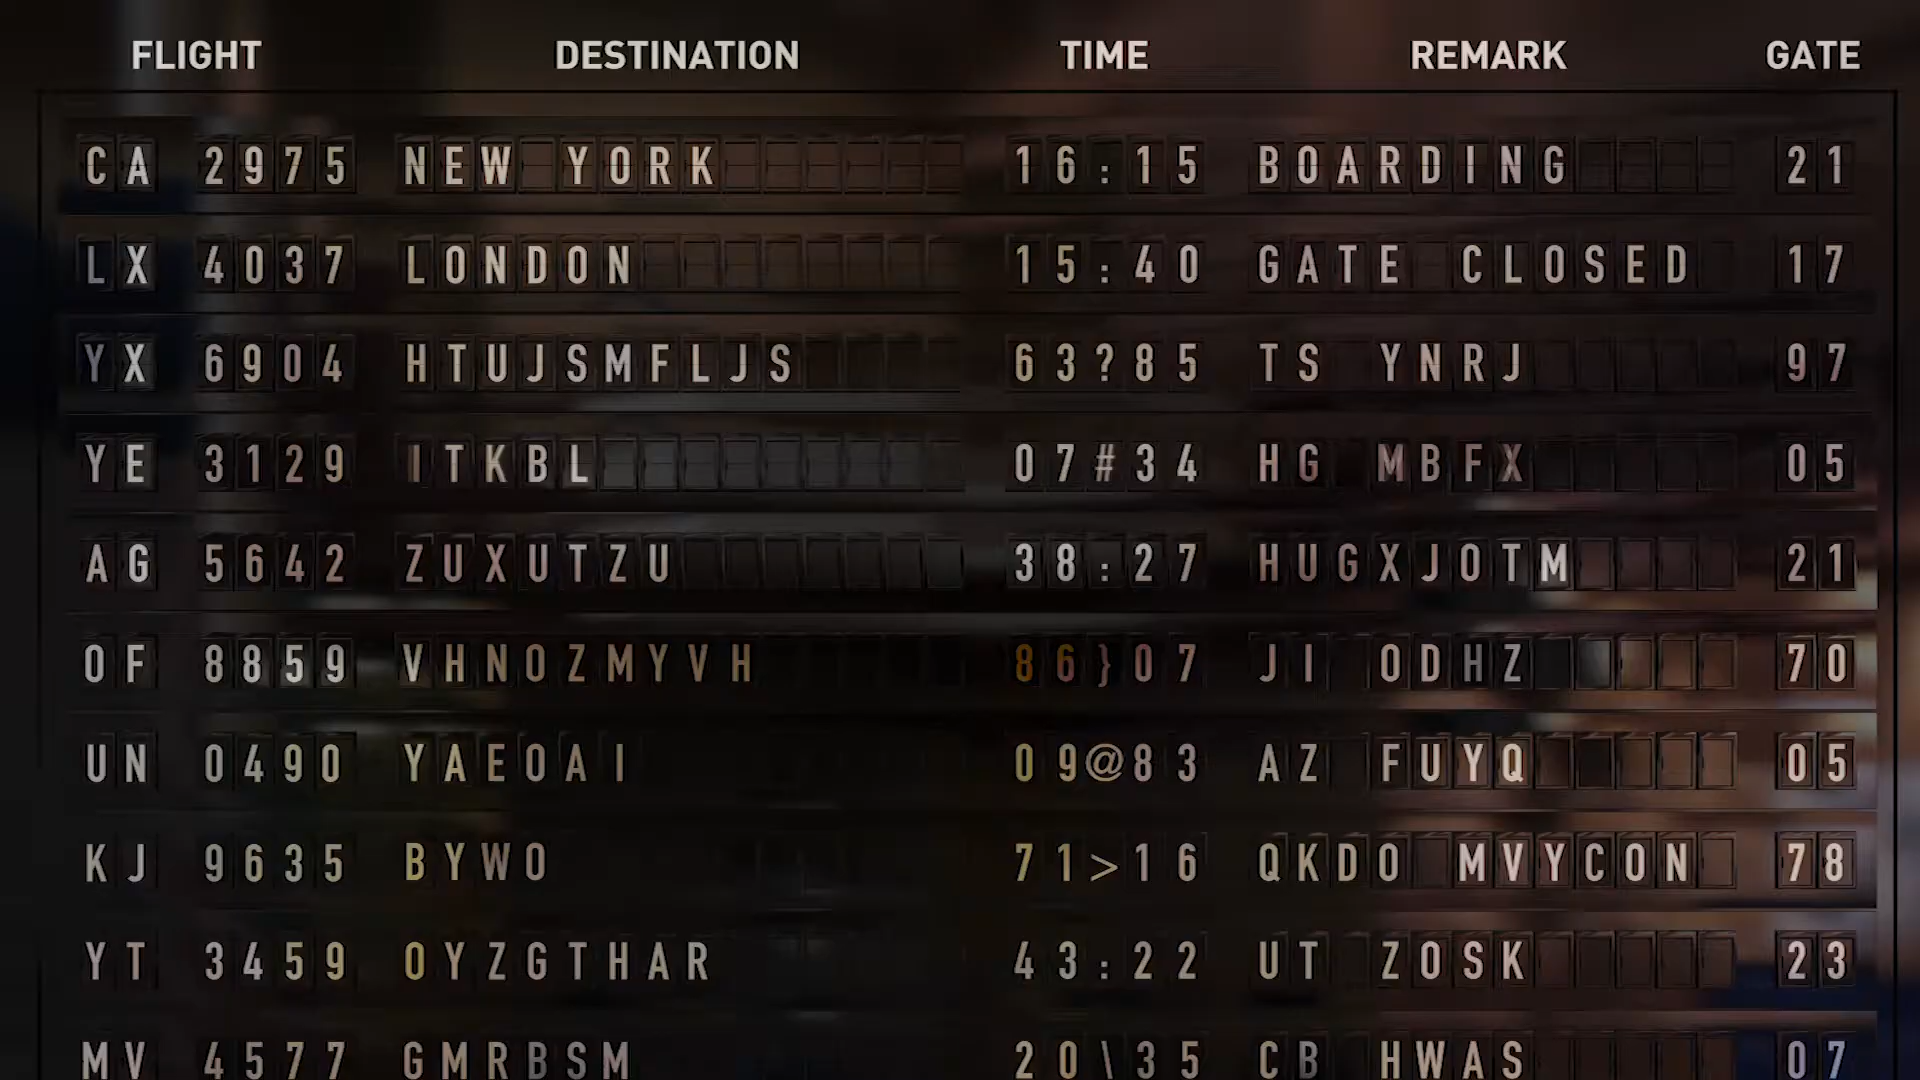 FLIGHT DESTINATION TIME REMARK GATE
CA 2975 NEW YORK 16:15 BOARDING 21
LX 4037 LONDON 15:40 GATE CLOSED 17
YX 6904 HTUJSMFLJS 63?85 TS YNRJ 97
YE 3129 ITKBL 07#34 HG MBFX 05
AG 5642 ZUXUTZU 38:27 HUGXJOTM 21
OF 8859 VHNOZMYVH 86}07 JI ODHZ 70
UN 0490 YAEOAI 09@83 AZ FUYQ 05
KJ 9635 BYWO 71>16 QKDO MVYCON 78
YT 3459 OYZGTHAR 43:22 UT ZOSK 23
MV 4577 GMRBSM 20\35 CB HWAS 07